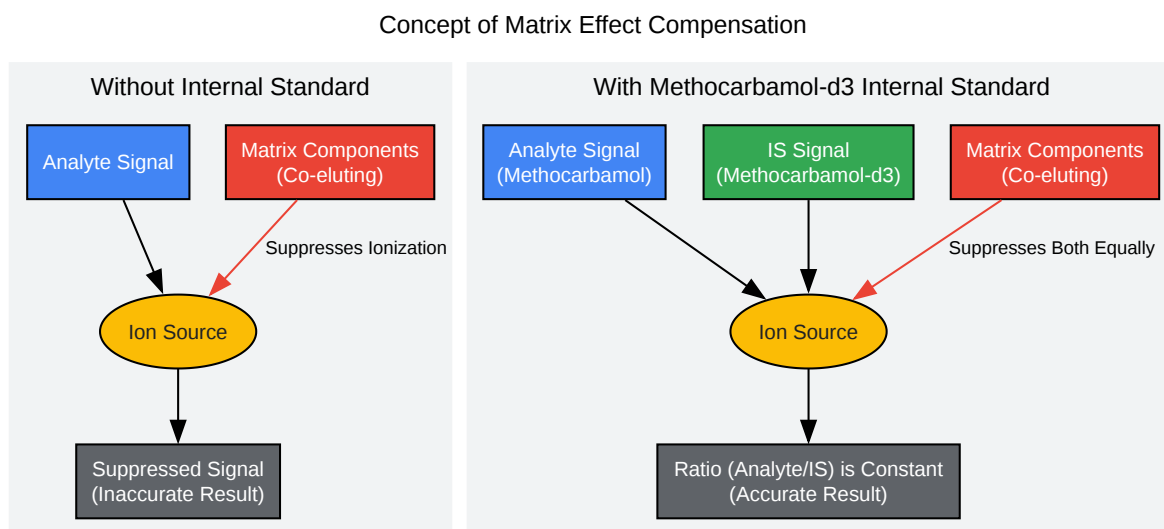 Concept of Matrix Effect Compensation
Without Internal Standard
Analyte Signal
Matrix Components
(Co-eluting)
Suppresses Ionization
Ion Source
Suppressed Signal
(Inaccurate Result)
With Methocarbamol-d3 Internal Standard
Analyte Signal
(Methocarbamol)
IS Signal
(Methocarbamol-d3)
Matrix Components
(Co-eluting)
Suppresses Both Equally
Ion Source
Ratio (Analyte/IS) is Constant
(Accurate Result)